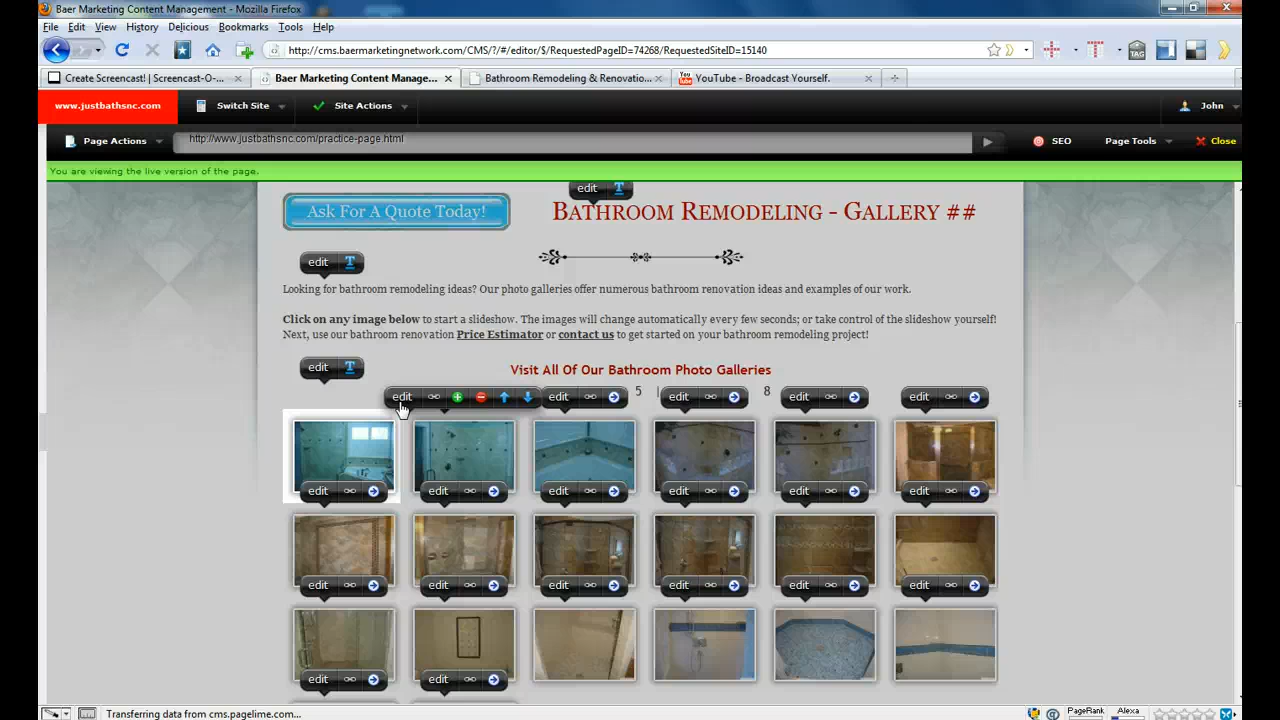 Baer Marketing Content Management - Mozilla Firefox
File Edit View History Delicious Bookmarks Tools Help
http://cms.baermarketingnetwork.com/CMS/?/#/editor/$/RequestedPageID=74268/RequestedSiteID=15140
TAG
Create Screencast! | Screencast-O-... Baer Marketing Content Manage... Bathroom Remodeling & Renovatio... You Tube YouTube - Broadcast Yourself.
www.justbathsnc.com Switch Site Site Actions John
Page Actions http://www.justbathsnc.com/practice-page.html SEO Page Tools Close
You are viewing the live version of the page.
edit T
Ask For A Quote Today! BATHROOM REMODELING - GALLERY ##
edit T
Looking for bathroom remodeling ideas? Our photo galleries offer numerous bathroom renovation ideas and examples of our work.
Click on any image below to start a slideshow. The images will change automatically every few seconds; or take control of the slideshow yourself!
Next, use our bathroom renovation Price Estimator or contact us to get started on your bathroom remodeling project!
edit T Visit All Of Our Bathroom Photo Galleries
edit edit 5 | edit 8 edit edit
edit edit edit edit edit edit
edit edit edit edit edit edit
edit edit
Transferring data from cms.pagelime.com... PageRank Alexa